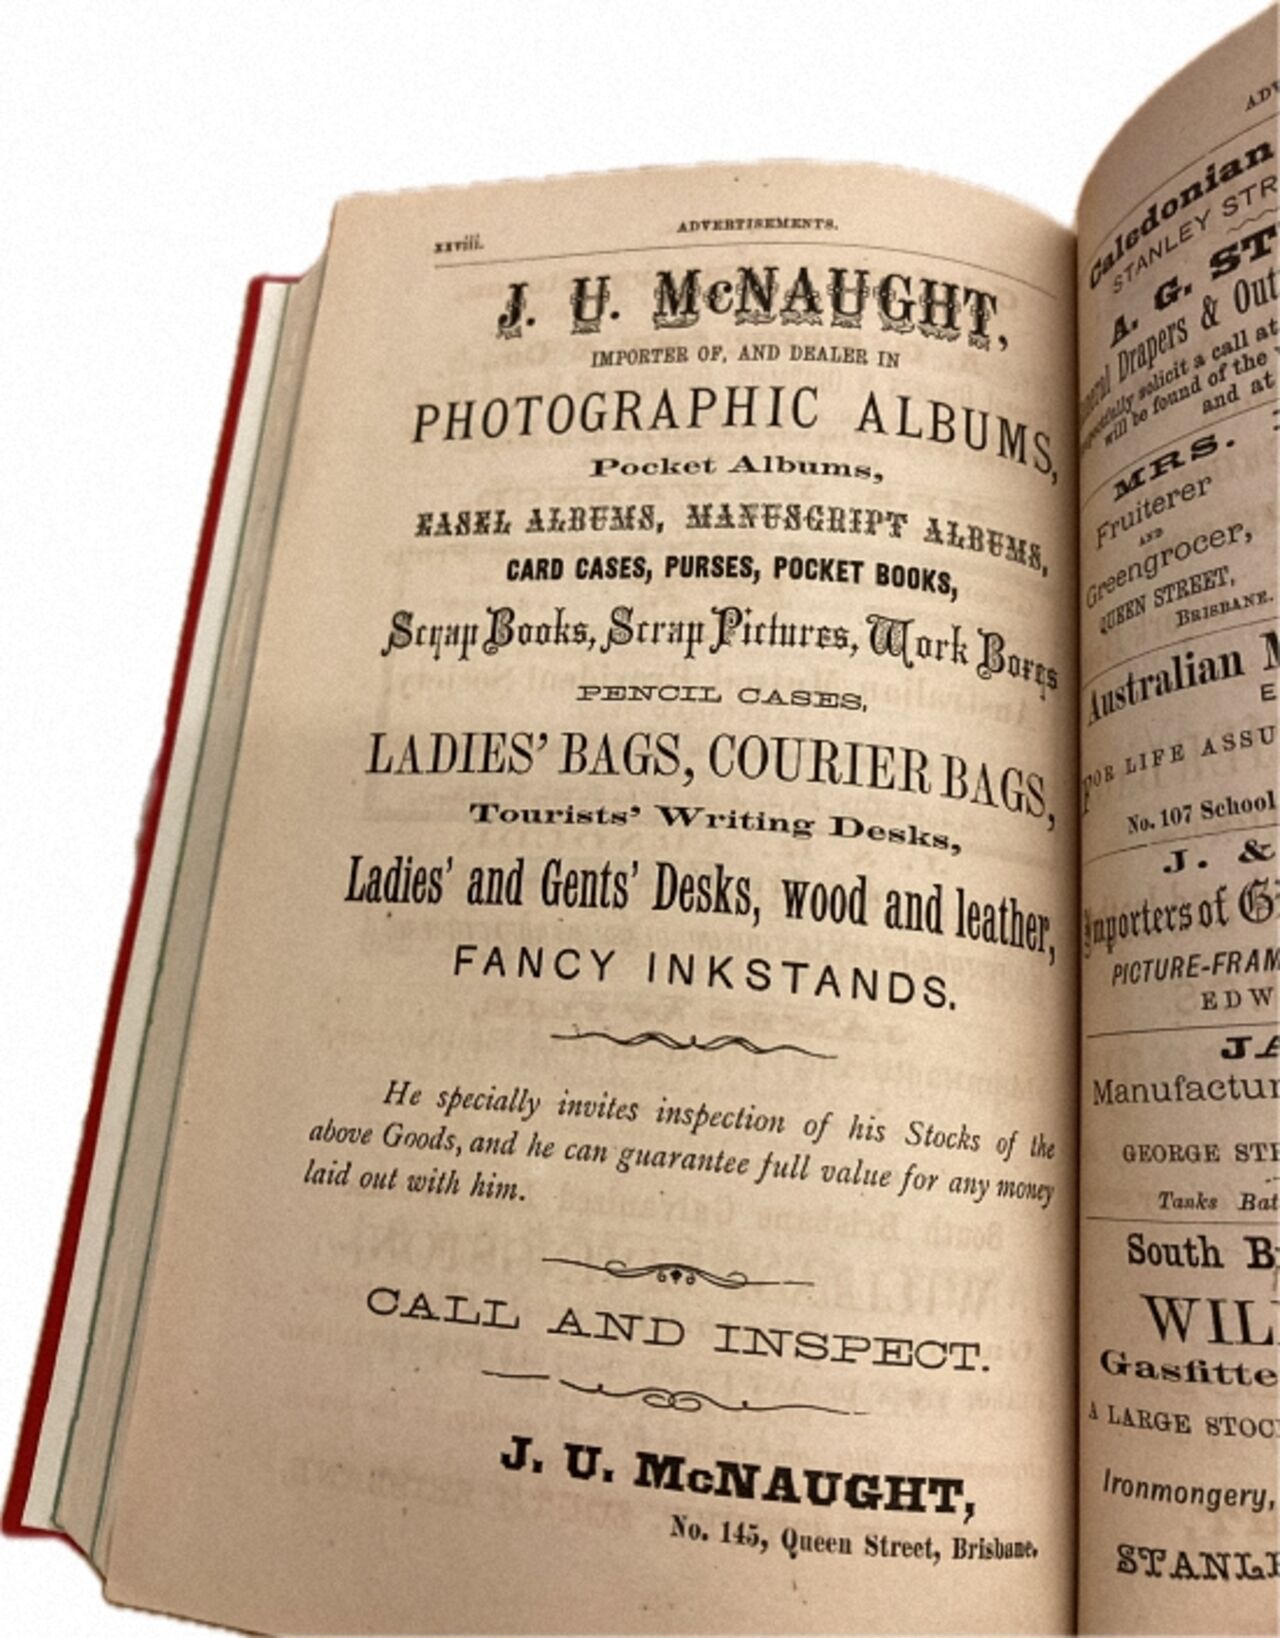 xxviii.
ADVERTISEMENTS.
J. U. McNAUGHT,
IMPORTER OF, AND DEALER IN
PHOTOGRAPHIC ALBUMS,
Pocket Albums,
EASEL ALBUMS, MANUSCRIPT ALBUMS,
CARD CASES, PURSES, POCKET BOOKS,
Scrap Books, Scrap Pictures, Work Boxes
PENCIL CASES,
LADIES' BAGS, COURIER BAGS,
Tourists' Writing Desks,
Ladies' and Gents' Desks, wood and leather,
FANCY INKSTANDS.
He specially invites inspection of his Stocks of the
above Goods, and he can guarantee full value for any money
laid out with him.
CALL AND INSPECT.
J. U. McNAUGHT,
No. 145, Queen Street, Brisbane.
Caledonian
STANLEY
A. G.
Drapers & Out
solicit a call at
will be found of the
and at
MRS.
Fruiterer
AND
Greengrocer,
QUEEN STREET,
BRISBANE.
Australian
FOR LIFE ASSU
No. 107 School
J. &
Importers of
PICTURE-FRAM
EDW
JA
Manufactur
GEORGE STR
Tanks Bat
South B
WIL
Gasfitte
A LARGE STOC
Ironmongery,
STANL